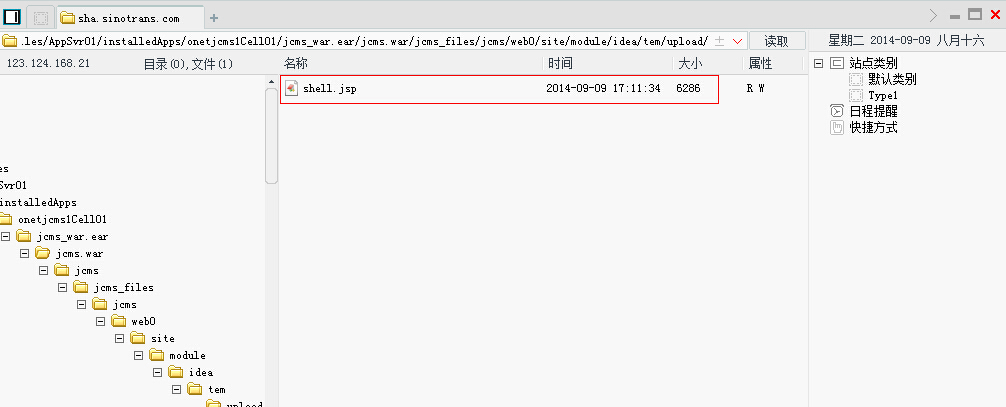 sha.sinotrans.com
.les/AppSvr01/installedApps/onetjcms1Cell01/jcms_war.ear/jcms.war/jcms_files/jcms/web0/site/module/idea/tem/upload/
读取
星期二 2014-09-09 八月十六
123.124.168.21
目录(0),文件(1)
名称
时间
大小
属性
shell.jsp
2014-09-09 17:11:34
6286
R W
站点类别
默认类别
Type1
日程提醒
快捷方式
es
Svr01
installedApps
onetjcms1Cell01
jcms_war.ear
jcms.war
jcms
jcms_files
jcms
web0
site
module
idea
tem
upload